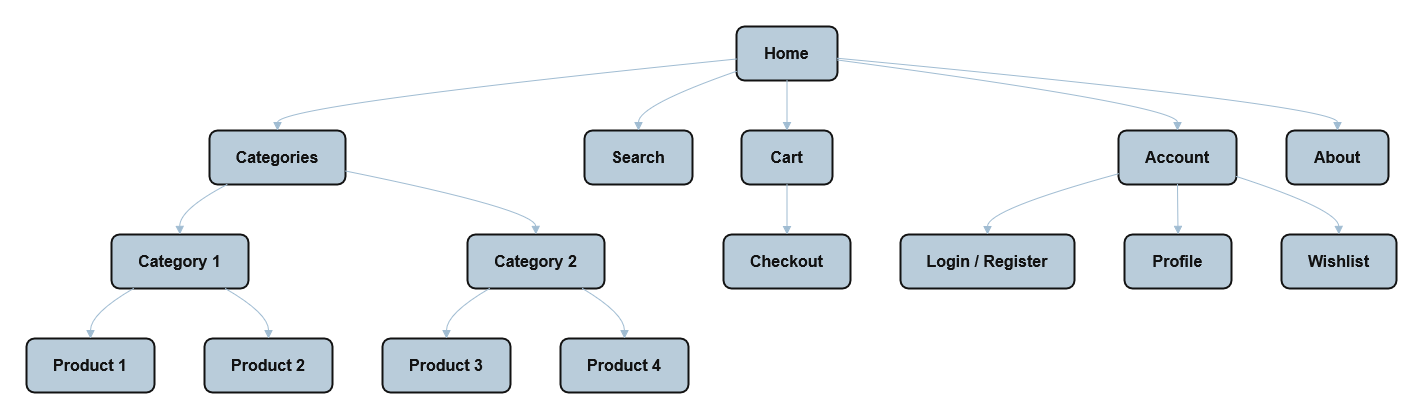 Home
Categories
Search
Cart
Account
About
Category 1
Category 2
Checkout
Login / Register
Profile
Wishlist
Product 1
Product 2
Product 3
Product 4